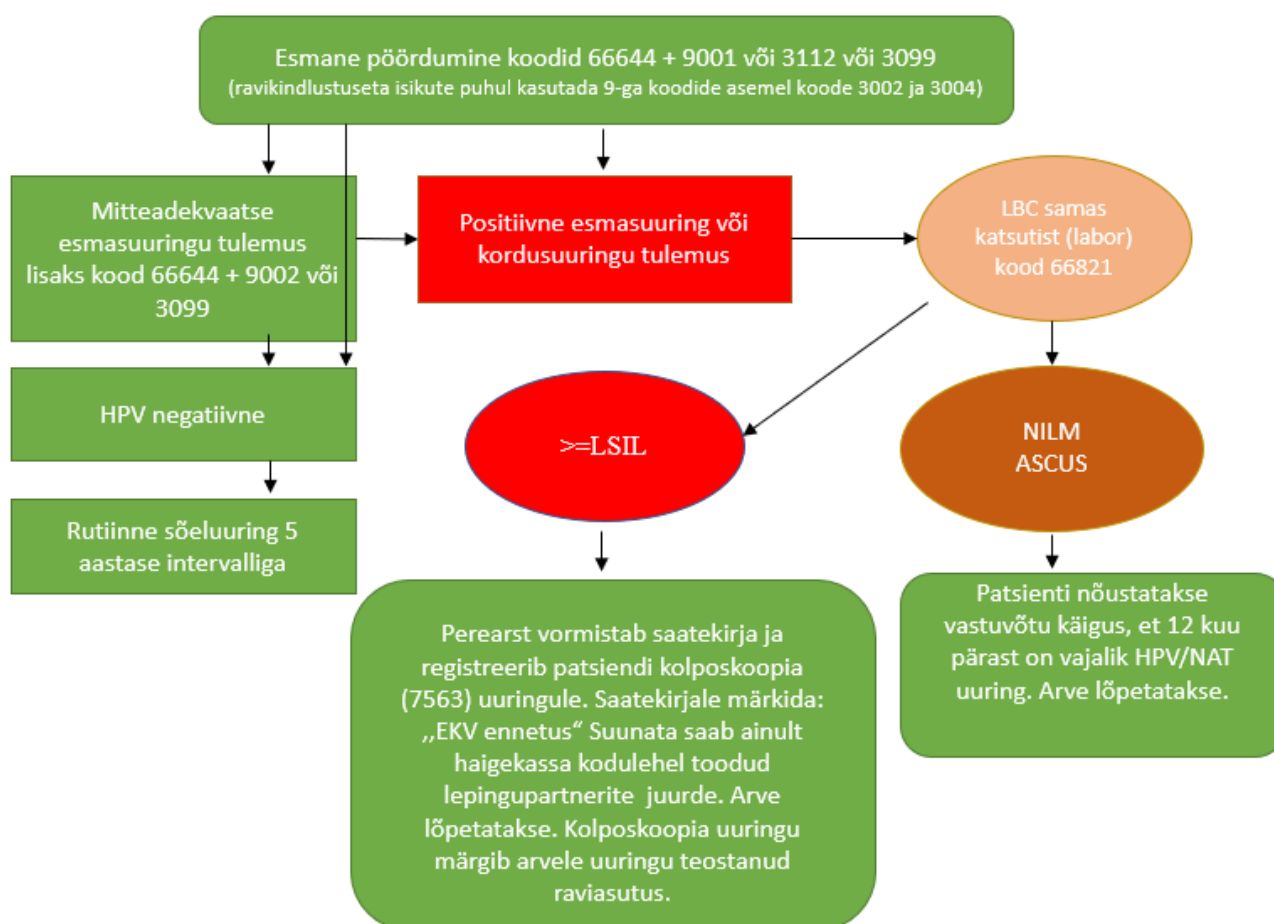 Esmane pöördumine koodid 66644 + 9001 või 3112 või 3099
(ravikindlustuseta isikute puhul kasutada 9-ga koodide asemel koode 3002 ja 3004)
Mitteadekvaatse
esmasuuringu tulemus
lisaks kood 66644 + 9002 või
3099
Positiivne esmasuuring või
kordusuuringu tulemus
LBC samas
katsutist (labor)
kood 66821
HPV negatiivne
>=LSIL
NILM
ASCUS
Rutiinne sõeluuring 5
aastase intervalliga
Perearst vormistab saatekirja ja
registreerib patsiendi kolposkoopia
(7563) uuringule. Saatekirjale märkida:
,,EKV ennetus“ Suunata saab ainult
haigekassa kodulehel toodud
lepingupartnerite juurde. Arve
lõpetatakse. Kolposkoopia uuringu
märgib arvele uuringu teostanud
raviasutus.
Patsienti nõustatakse
vastuvõtu käigus, et 12 kuu
pärast on vajalik HPV/NAT
uuring. Arve lõpetatakse.